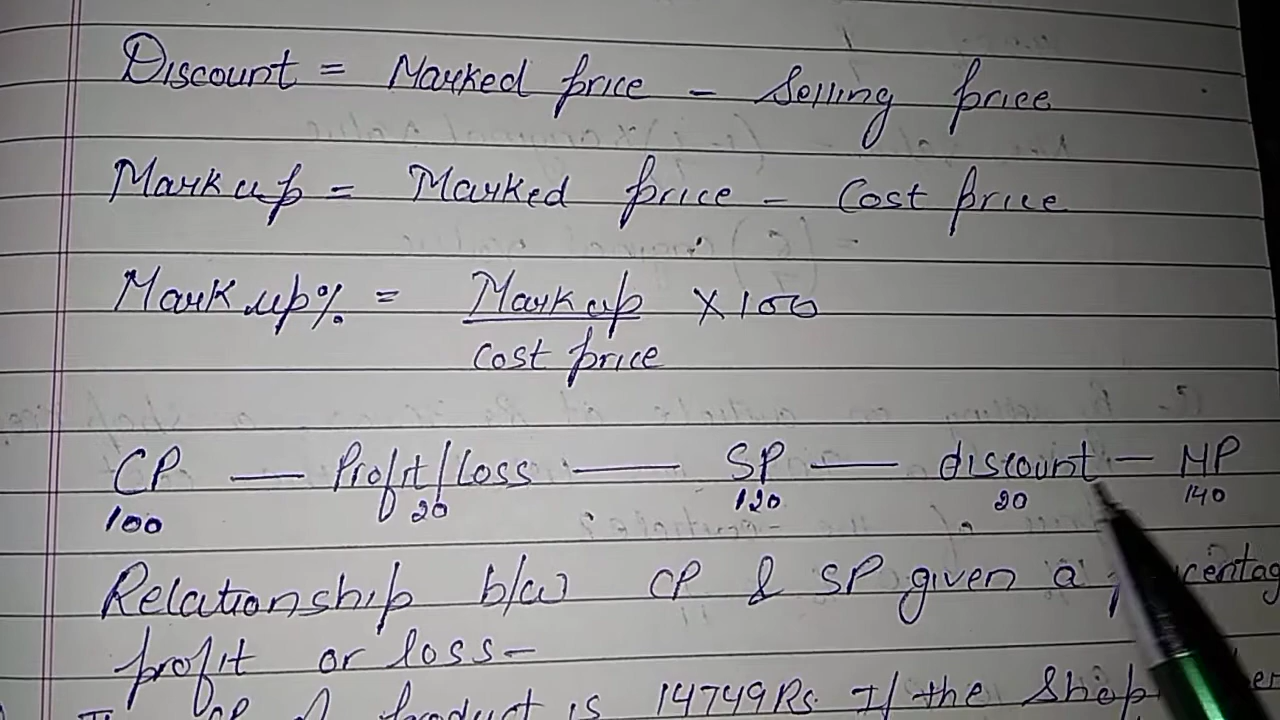 Discount = Marked price - Selling price
Mark up = Marked price - Cost price
Mark up% = Mark up X100
Cost price
CP — Profit/Loss — SP — discount — MP
100 20 120 20 140
Relationship b/w CP & SP given a
profit or loss-
product is 14749Rs. If the Shop